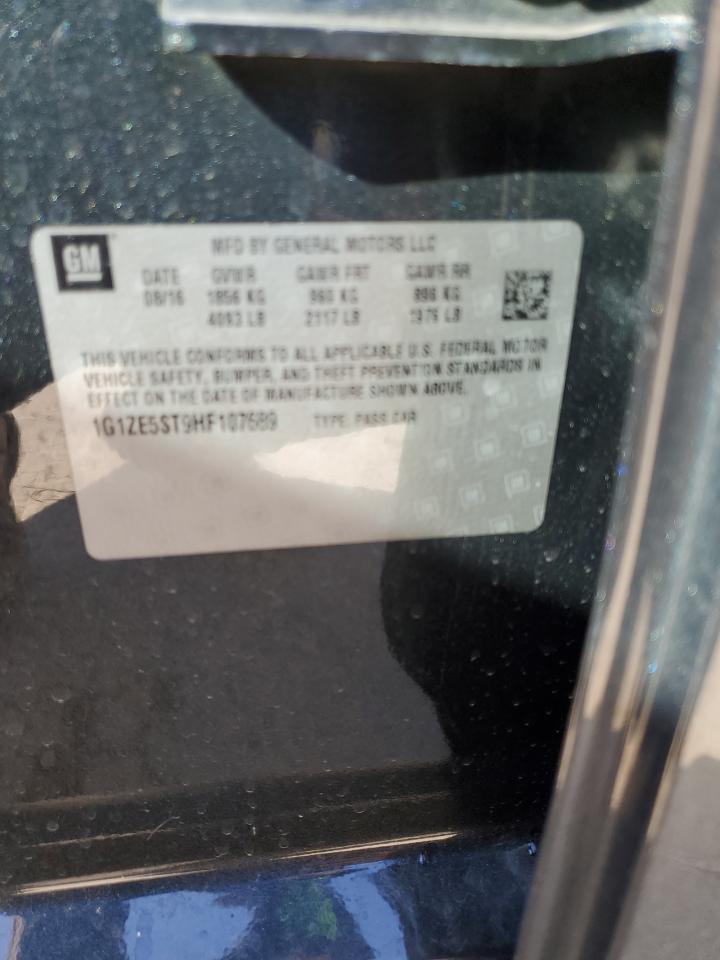 GM
MFD BY GENERAL MOTORS LLC
DATE GVWR GAWR FRT GAWR RR
08/16 1856 KG 960 KG 896 KG
4093 LB 2117 LB 1976 LB
THIS VEHICLE CONFORMS TO ALL APPLICABLE U.S. FEDERAL MOTOR
VEHICLE SAFETY, BUMPER, AND THEFT PREVENTION STANDARDS IN
EFFECT ON THE DATE OF MANUFACTURE SHOWN ABOVE.
1G1ZE5ST9HF107689 TYPE: PASS CAR